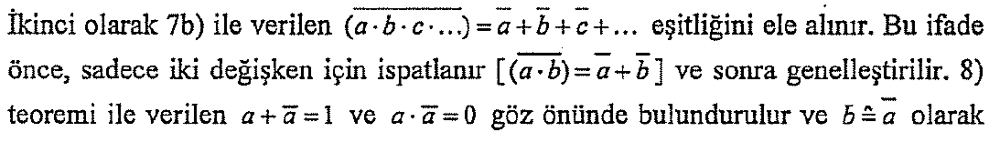 İkinci olarak 7b) ile verilen $\overline{(a \cdot b \cdot c \cdot \ldots)} = \overline{a} + \overline{b} + \overline{c} + \ldots$ eşitliğini ele alınır. Bu ifade
önce, sadece iki değişken için ispatlanır $[\overline{(a \cdot b)} = \overline{a} + \overline{b}]$ ve sonra genelleştirilir. 8)
teoremi ile verilen $a + \overline{a} = 1$ ve $a \cdot \overline{a} = 0$ göz önünde bulundurulur ve $b \hat{=} \overline{a}$ olarak